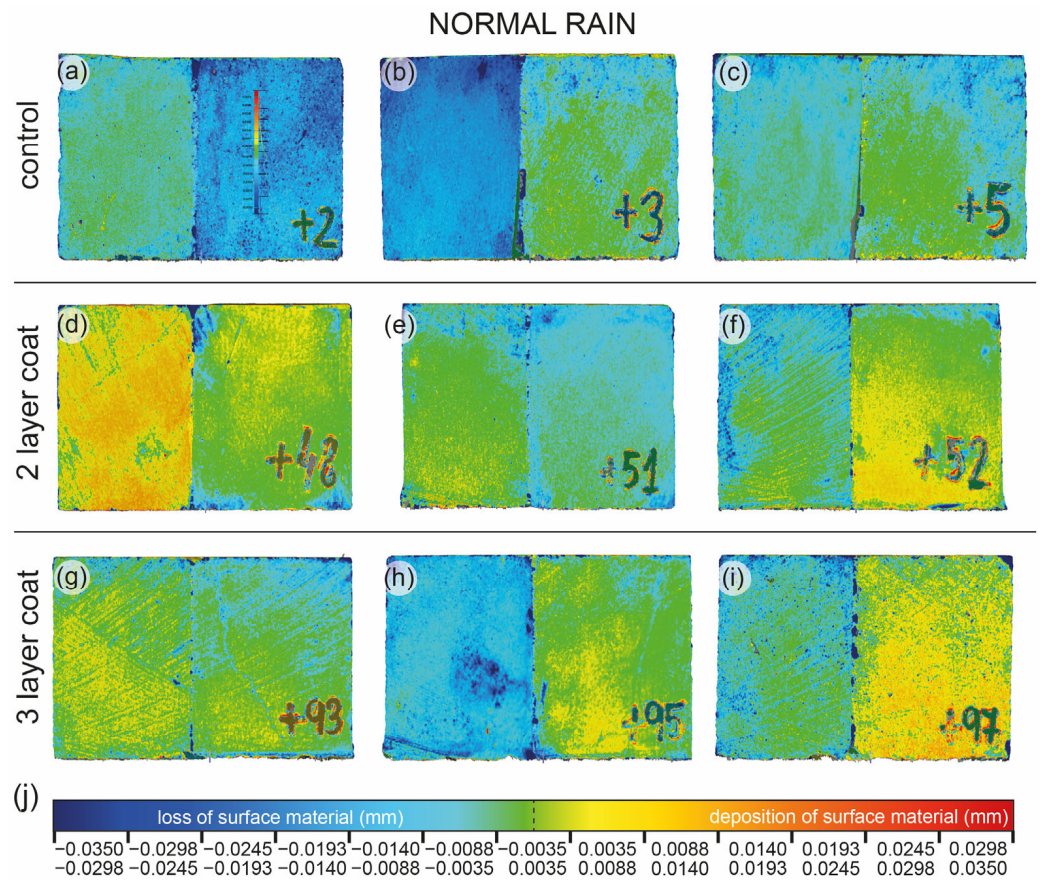 NORMAL RAIN
control
(a)
(b)
(c)
+2
+3
+5
2 layer coat
(d)
(e)
(f)
+48
+51
+52
3 layer coat
(g)
(h)
(i)
+93
+95
+97
(j)
loss of surface material (mm) deposition of surface material (mm)
−0.0350 −0.0298 −0.0245 −0.0193 −0.0140 −0.0088 −0.0035 0.0035 0.0088 0.0140 0.0193 0.0245 0.0298
−0.0298 −0.0245 −0.0193 −0.0140 −0.0088 −0.0035 0.0035 0.0088 0.0140 0.0193 0.0245 0.0298 0.0350